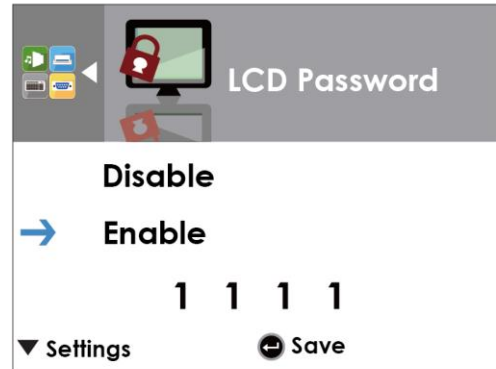 LCD Password
Disable
Enable
1 1 1 1
Settings
Save